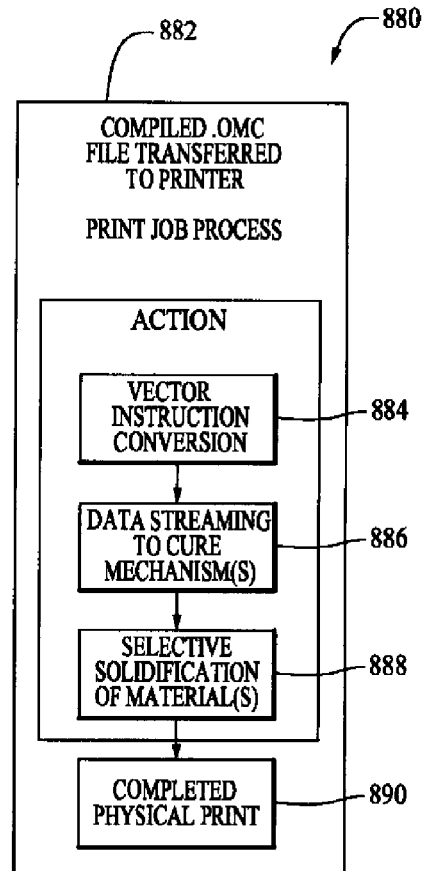 882
880
COMPILED .OMC
FILE TRANSFERRED
TO PRINTER
PRINT JOB PROCESS
ACTION
VECTOR
INSTRUCTION
CONVERSION
884
DATA STREAMING
TO CURE
MECHANISM(S)
886
SELECTIVE
SOLIDIFICATION
OF MATERIAL(S)
888
COMPLETED
PHYSICAL PRINT
890